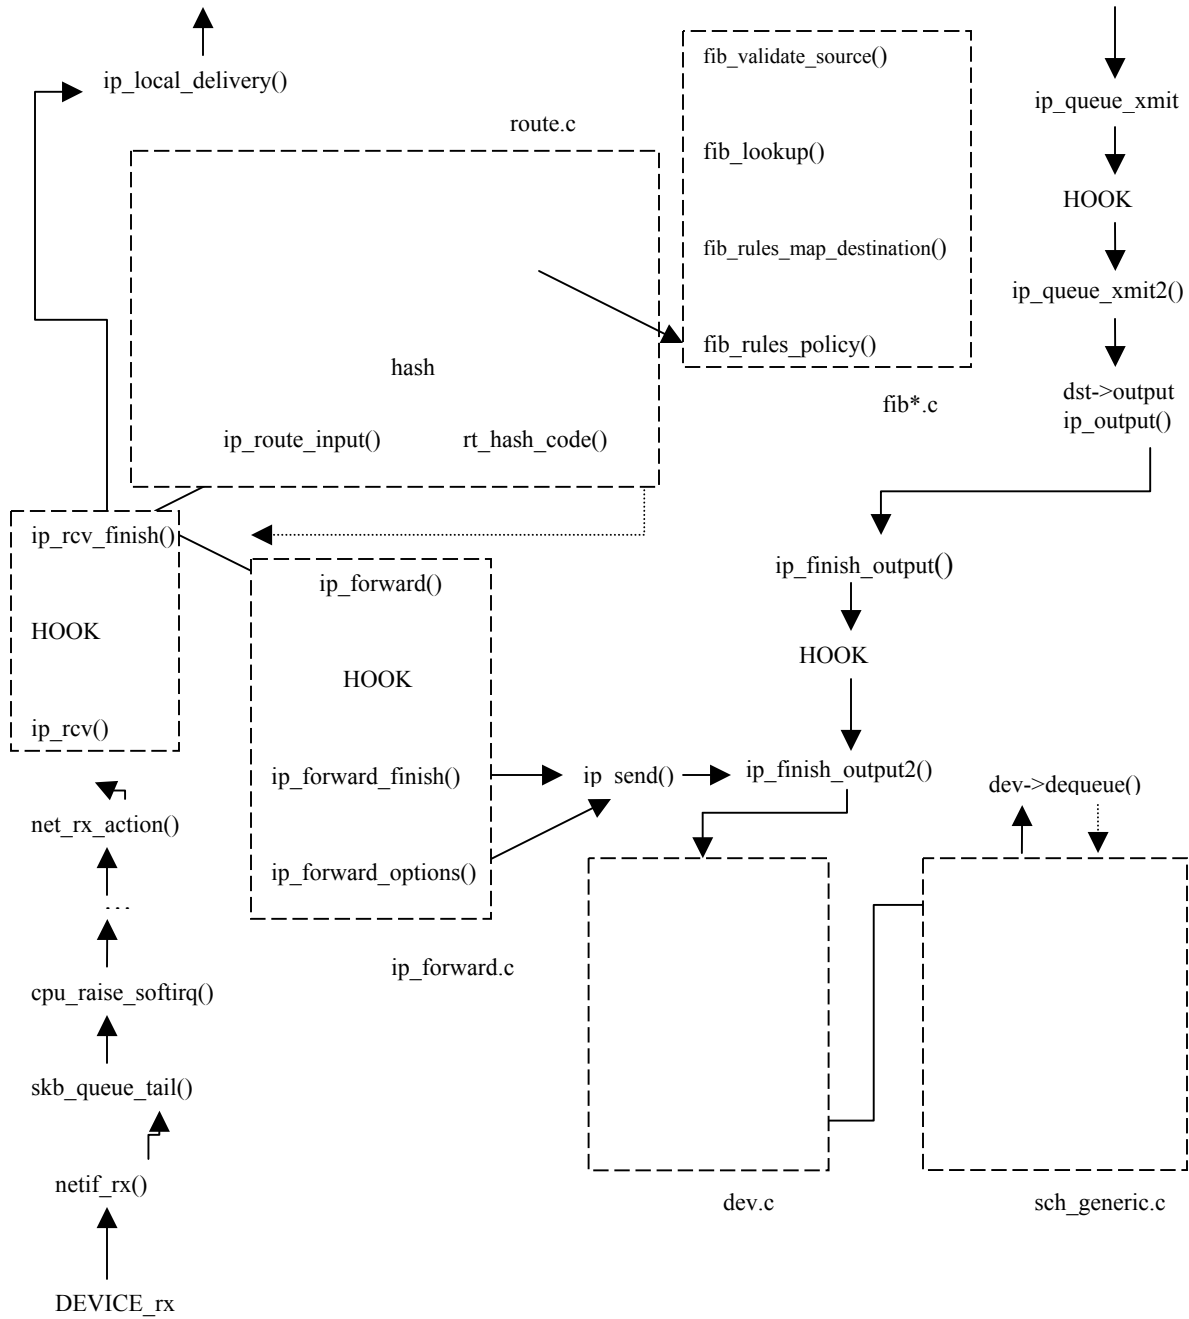 fib_validate_source()
ip_local_delivery()
ip_queue_xmit
route.c
fib_lookup()
HOOK
fib_rules_map_destination()
ip_queue_xmit2()
fib_rules_policy()
hash
dst->output
fib*.c
ip_output()
ip_route_input()
rt_hash_code()
ip_rcv_finish()
ip_finish_output()
ip_forward()
HOOK
HOOK
HOOK
ip_rcv()
ip_forward_finish()
ip_send()
ip_finish_output2()
dev->dequeue()
net_rx_action()
ip_forward_options()
...
ip_forward.c
cpu_raise_softirq()
skb_queue_tail()
netif_rx()
dev.c
sch_generic.c
DEVICE_rx